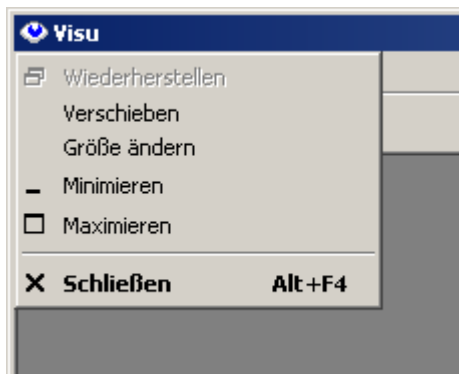 Visu
Wiederherstellen
Verschieben
Größe ändern
Minimieren
Maximieren
Schließen Alt+F4